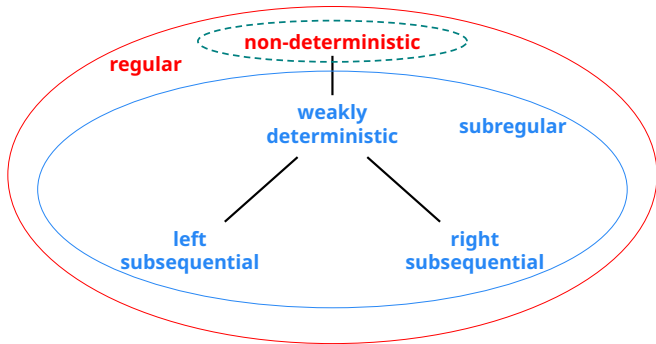 non-deterministic
regular
weakly
deterministic
subregular
left
subsequential
right
subsequential